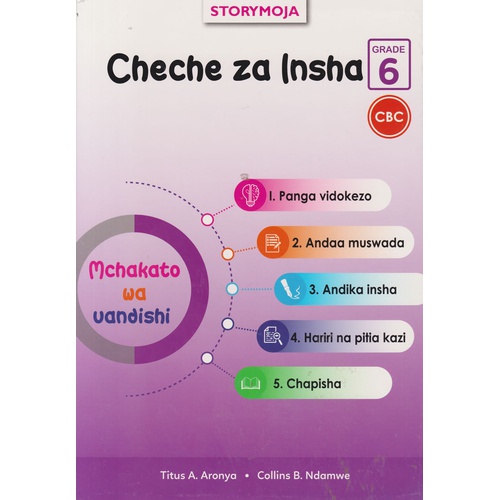 STORYMOJA
Cheche za Insha
GRADE
6
CBC
1. Panga vidokezo
2. Andaa muswada
3. Andika insha
4. Hariri na pitia kazi
5. Chapisha
Mchakato
wa
uandishi
Titus A. Aronya • Collins B. Ndamwe